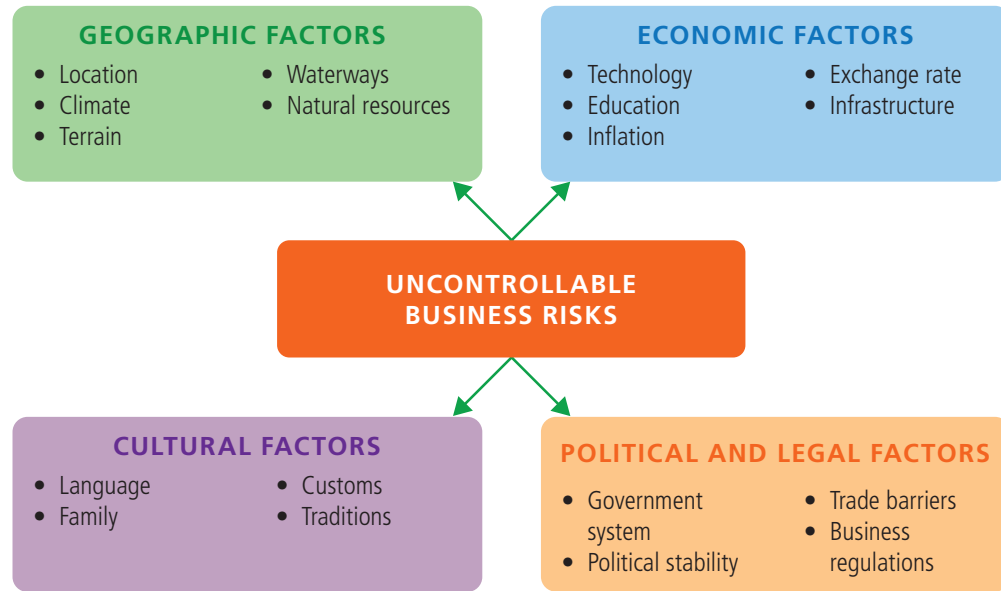 GEOGRAPHIC FACTORS
• Location
• Climate
• Terrain
• Waterways
• Natural resources
ECONOMIC FACTORS
• Technology
• Education
• Inflation
• Exchange rate
• Infrastructure
UNCONTROLLABLE
BUSINESS RISKS
CULTURAL FACTORS
• Language
• Family
• Customs
• Traditions
POLITICAL AND LEGAL FACTORS
• Government
system
• Political stability
• Trade barriers
• Business
regulations